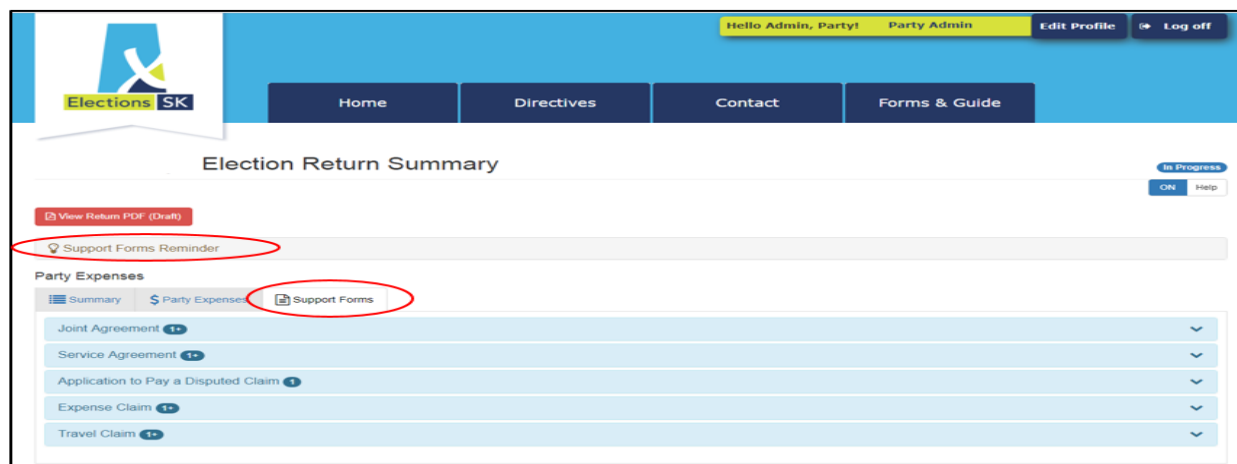 Hello Admin, Party! Party Admin Edit Profile Log off
Elections SK
Home Directives Contact Forms & Guide
Election Return Summary
In Progress
ON Help
View Return PDF (Draft)
Support Forms Reminder
Party Expenses
Summary $ Party Expenses Support Forms
Joint Agreement 1+
Service Agreement 1+
Application to Pay a Disputed Claim 1
Expense Claim 1+
Travel Claim 1+